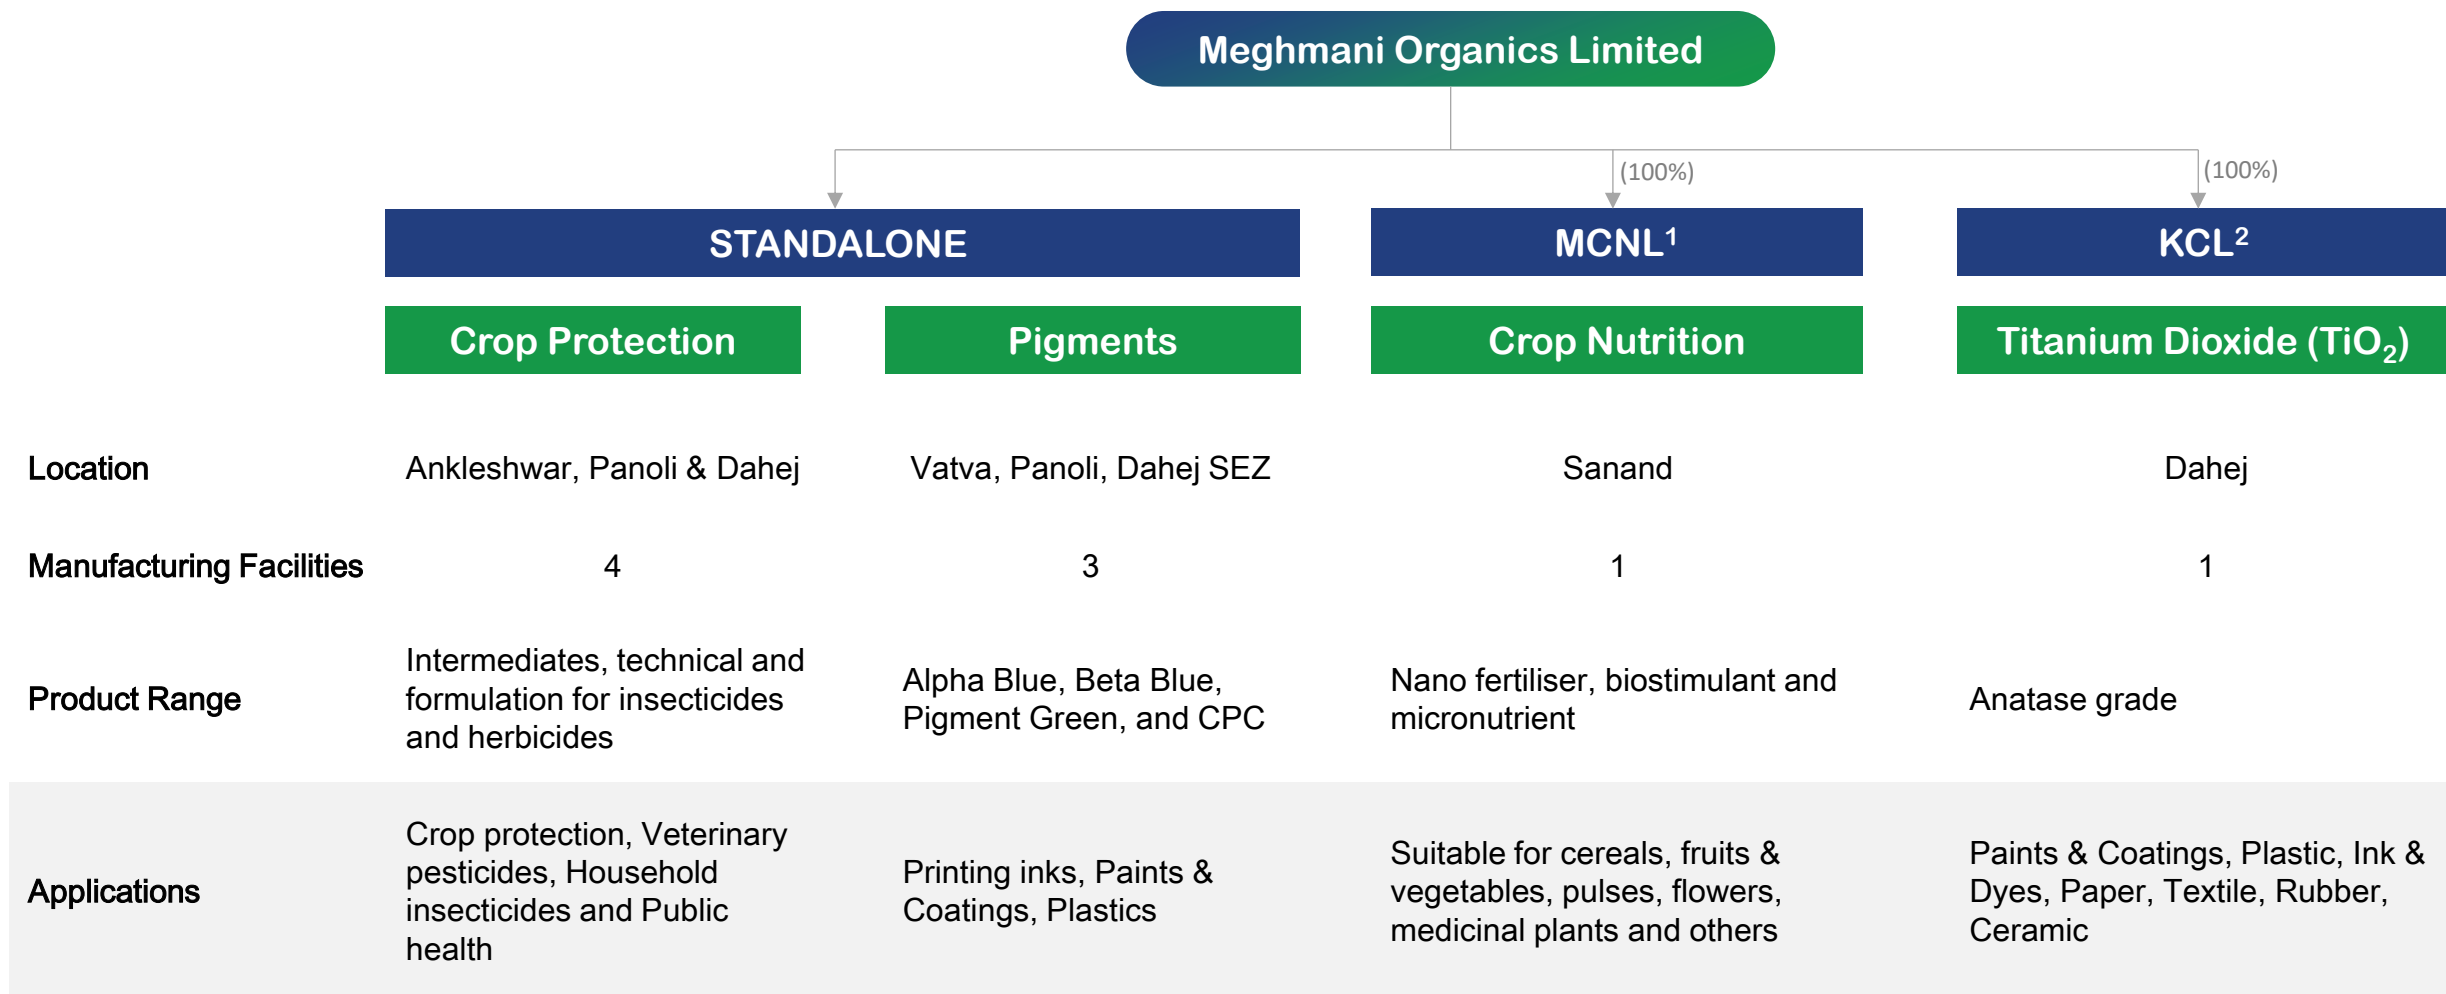 Meghmani Organics Limited
(100%)
(100%)
STANDALONE
MCNL¹
KCL²
Crop Protection
Pigments
Crop Nutrition
Titanium Dioxide (TiO₂)
Location
Ankleshwar, Panoli & Dahej
Vatva, Panoli, Dahej SEZ
Sanand
Dahej
Manufacturing Facilities
4
3
1
1
Product Range
Intermediates, technical and
formulation for insecticides
and herbicides
Alpha Blue, Beta Blue,
Pigment Green, and CPC
Nano fertiliser, biostimulant and
micronutrient
Anatase grade
Applications
Crop protection, Veterinary
pesticides, Household
insecticides and Public
health
Printing inks, Paints &
Coatings, Plastics
Suitable for cereals, fruits &
vegetables, pulses, flowers,
medicinal plants and others
Paints & Coatings, Plastic, Ink &
Dyes, Paper, Textile, Rubber,
Ceramic